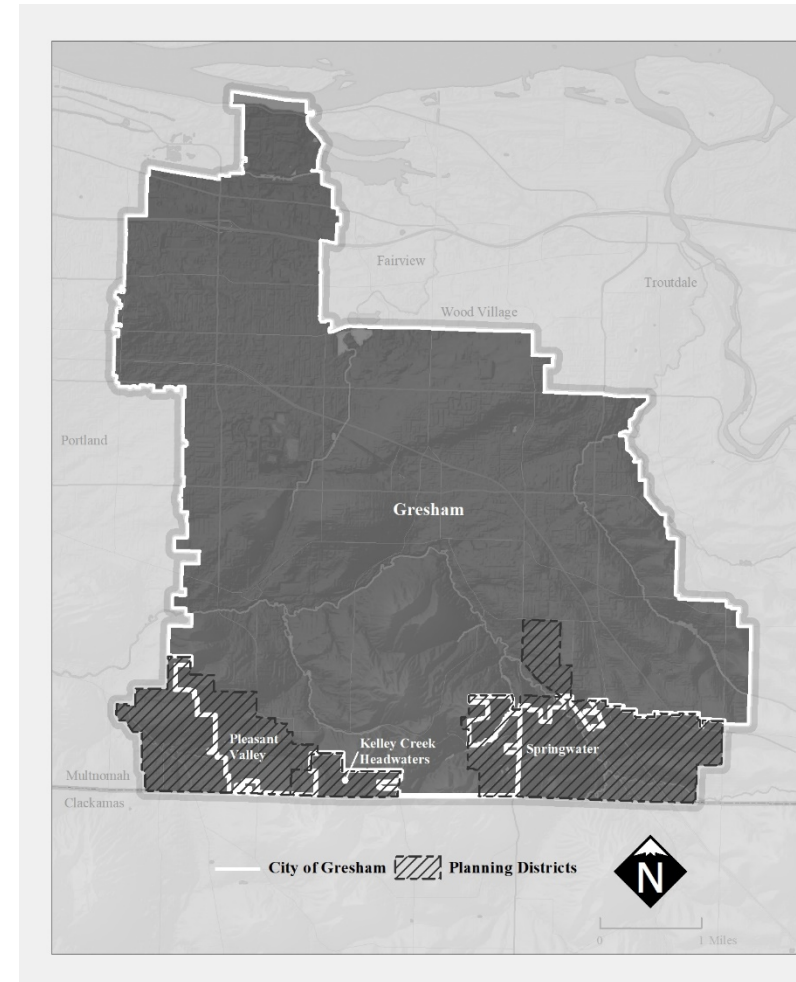 Fairview
Troutdale
Wood Village
Portland
Gresham
Pleasant
Valley
Kelley Creek
Headwaters
Springwater
Multnomah
Clackamas
City of Gresham
Planning Districts
N
0
1 Miles